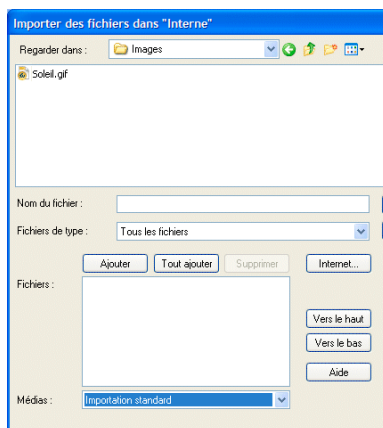 Importer des fichiers dans "Interne"
Regarder dans : Images
Soleil.gif
Nom du fichier :
Fichiers de type : Tous les fichiers
Ajouter Tout ajouter Supprimer Internet...
Fichiers :
Vers le haut
Vers le bas
Aide
Médias : Importation standard